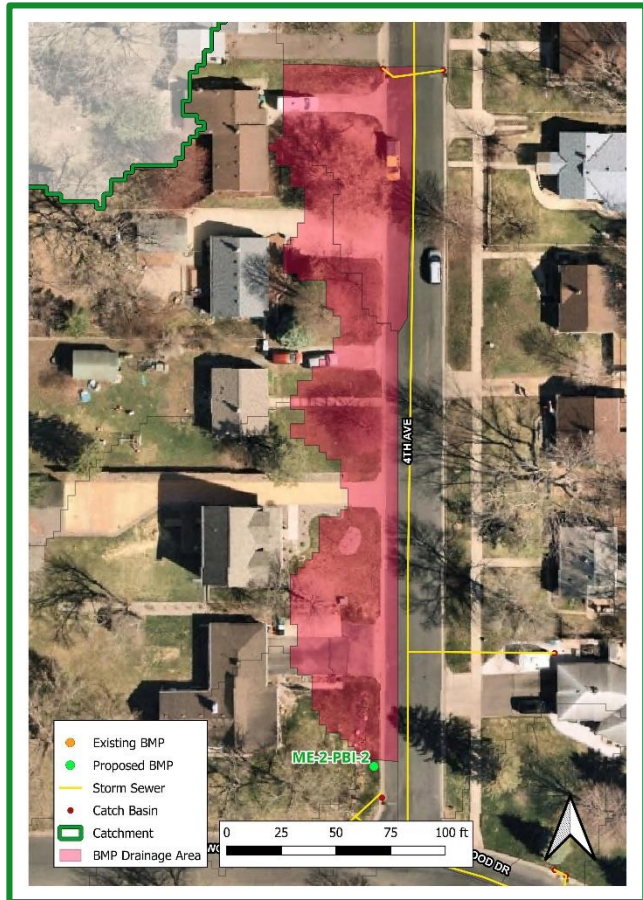 4TH AVE
ME-2-PBI-2
Existing BMP
Proposed BMP
Storm Sewer
Catch Basin
Catchment
BMP Drainage Area
0 25 50 75 100 ft
OOD DR